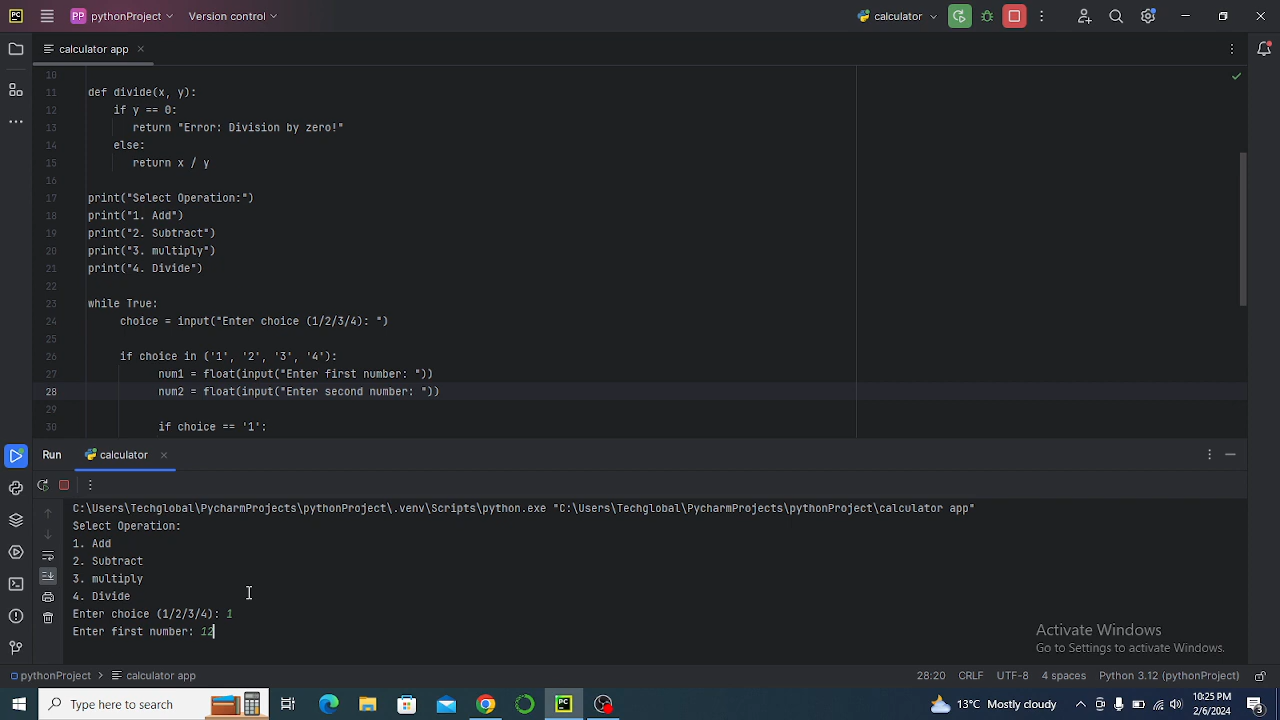 PP pythonProject Version control calculator
calculator app
10
11 def divide(x, y):
12 if y == 0:
13 return "Error: Division by zero!"
14 else:
15 return x / y
16
17 print("Select Operation:")
18 print("1. Add")
19 print("2. Subtract")
20 print("3. multiply")
21 print("4. Divide")
22
23 while True:
24 choice = input("Enter choice (1/2/3/4): ")
25
26 if choice in ('1', '2', '3', '4'):
27 num1 = float(input("Enter first number: "))
28 num2 = float(input("Enter second number: "))
29
30 if choice == '1':
Run calculator
C:\Users\Techglobal\PycharmProjects\pythonProject\.venv\Scripts\python.exe "C:\Users\Techglobal\PycharmProjects\pythonProject\calculator app"
Select Operation:
1. Add
2. Subtract
3. multiply
4. Divide
Enter choice (1/2/3/4): 1
Enter first number: 12
Activate Windows
Go to Settings to activate Windows.
pythonProject > calculator app 28:20 CRLF UTF-8 4 spaces Python 3.12 (pythonProject)
Type here to search PC 13°C Mostly cloudy 10:25 PM
2/6/2024 3